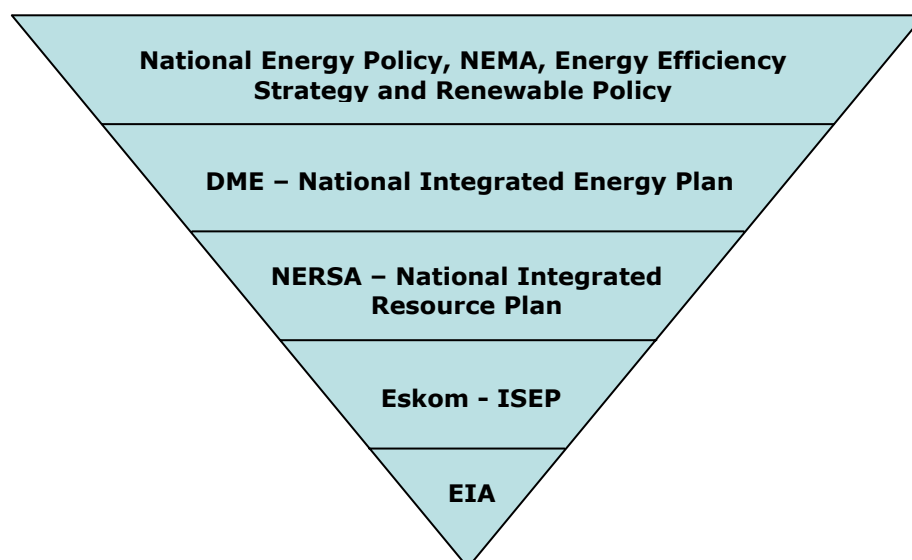 National Energy Policy, NEMA, Energy Efficiency
Strategy and Renewable Policy
DME – National Integrated Energy Plan
NERSA – National Integrated
Resource Plan
Eskom - ISEP
EIA